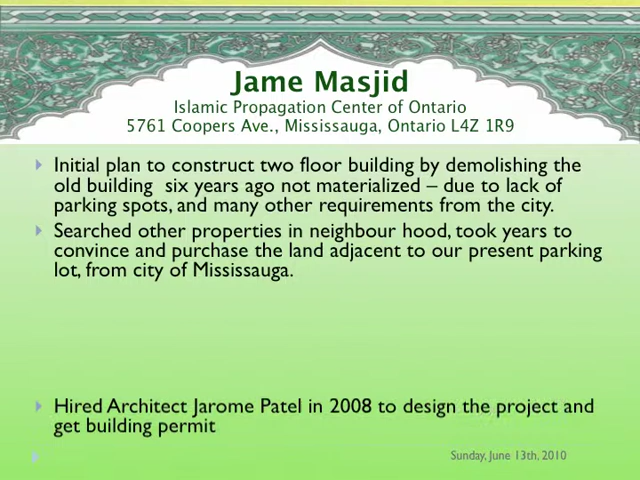 Jame Masjid
Islamic Propagation Center of Ontario
5761 Coopers Ave., Mississauga, Ontario L4Z 1R9
Initial plan to construct two floor building by demolishing the
old building six years ago not materialized – due to lack of
parking spots, and many other requirements from the city.
Searched other properties in neighbour hood, took years to
convince and purchase the land adjacent to our present parking
lot, from city of Mississauga.
Hired Architect Jarome Patel in 2008 to design the project and
get building permit
Sunday, June 13th, 2010